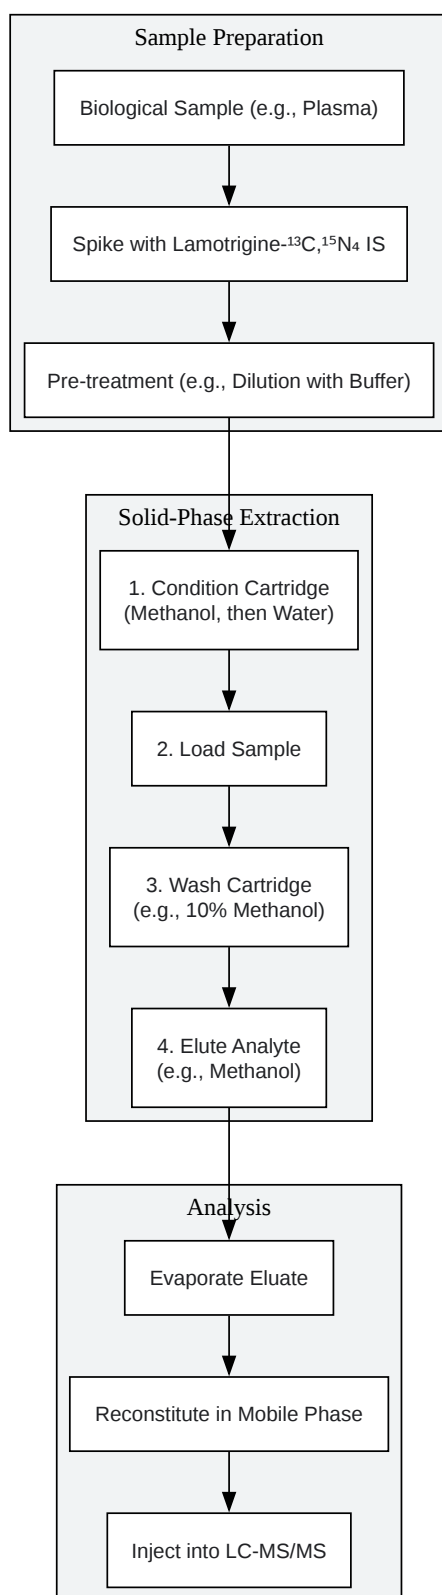 Sample Preparation
Biological Sample (e.g., Plasma)
Spike with Lamotrigine-¹³C,¹⁵N₄ IS
Pre-treatment (e.g., Dilution with Buffer)
Solid-Phase Extraction
1. Condition Cartridge
(Methanol, then Water)
2. Load Sample
3. Wash Cartridge
(e.g., 10% Methanol)
4. Elute Analyte
(e.g., Methanol)
Analysis
Evaporate Eluate
Reconstitute in Mobile Phase
Inject into LC-MS/MS